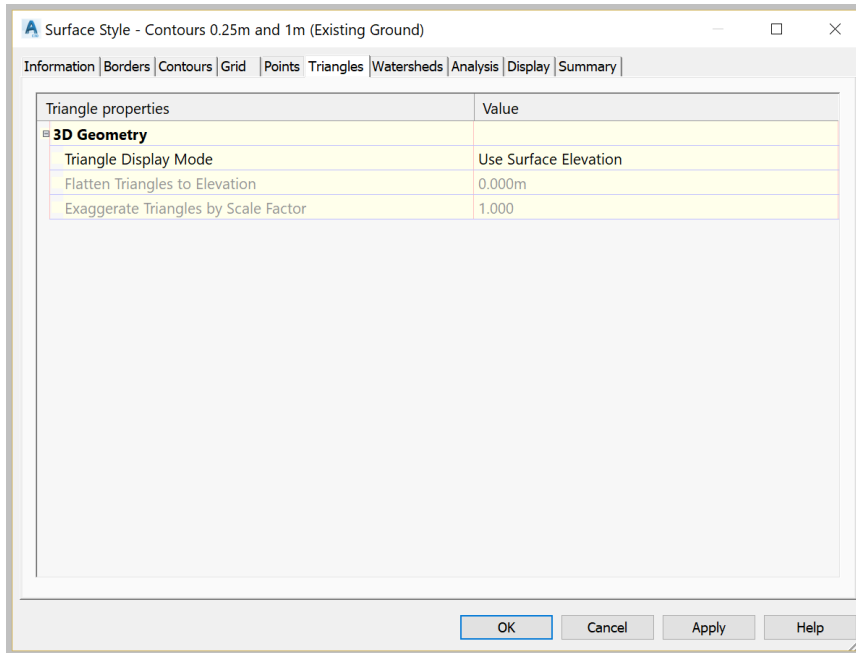 Surface Style - Contours 0.25m and 1m (Existing Ground)
Information Borders Contours Grid Points Triangles Watersheds Analysis Display Summary
Triangle properties Value
3D Geometry
Triangle Display Mode Use Surface Elevation
Flatten Triangles to Elevation 0.000m
Exaggerate Triangles by Scale Factor 1.000
OK Cancel Apply Help